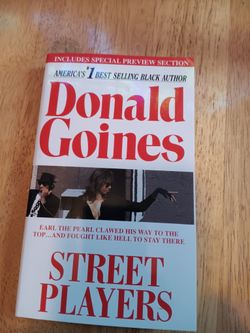 INCLUDES SPECIAL PREVIEW SECTION
AMERICA'S #1 BEST SELLING BLACK AUTHOR
Donald
Goines
EARL THE PEARL CLAWED HIS WAY TO THE
TOP...AND FOUGHT LIKE HELL TO STAY THERE
STREET
PLAYERS